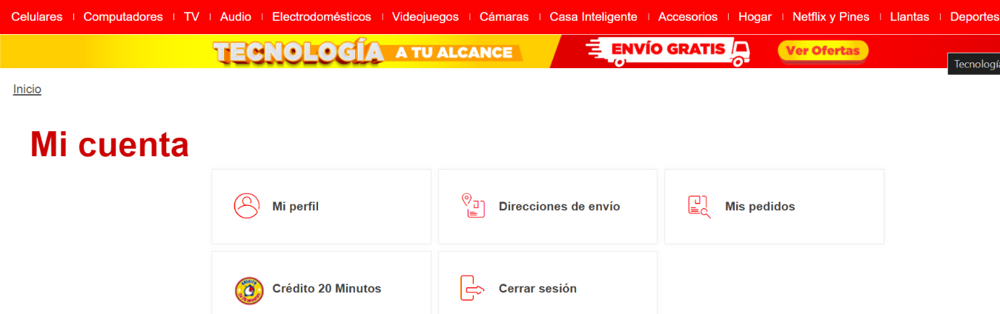 Celulares | Computadores | TV | Audio | Electrodomésticos | Videojuegos | Cámaras | Casa Inteligente | Accesorios | Hogar | Netflix y Pines | Llantas | Deportes
TECNOLOGÍA A TU ALCANCE ENVÍO GRATIS Ver Ofertas
Tecnología
Inicio
Mi cuenta
Mi perfil Direcciones de envío Mis pedidos
Crédito 20 Minutos Cerrar sesión